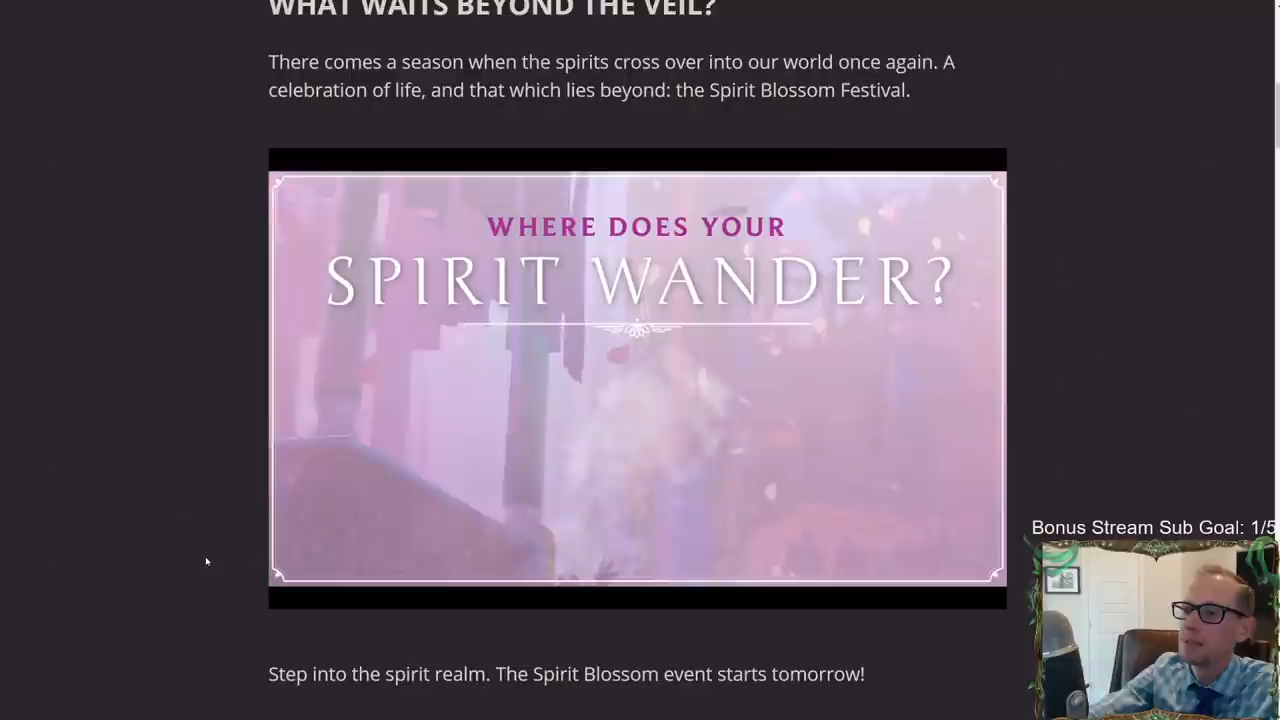 WHAT WAITS BEYOND THE VEIL?
There comes a season when the spirits cross over into our world once again. A
celebration of life, and that which lies beyond: the Spirit Blossom Festival.
WHERE DOES YOUR
SPIRIT WANDER?
Bonus Stream Sub Goal: 1/5
Step into the spirit realm. The Spirit Blossom event starts tomorrow!